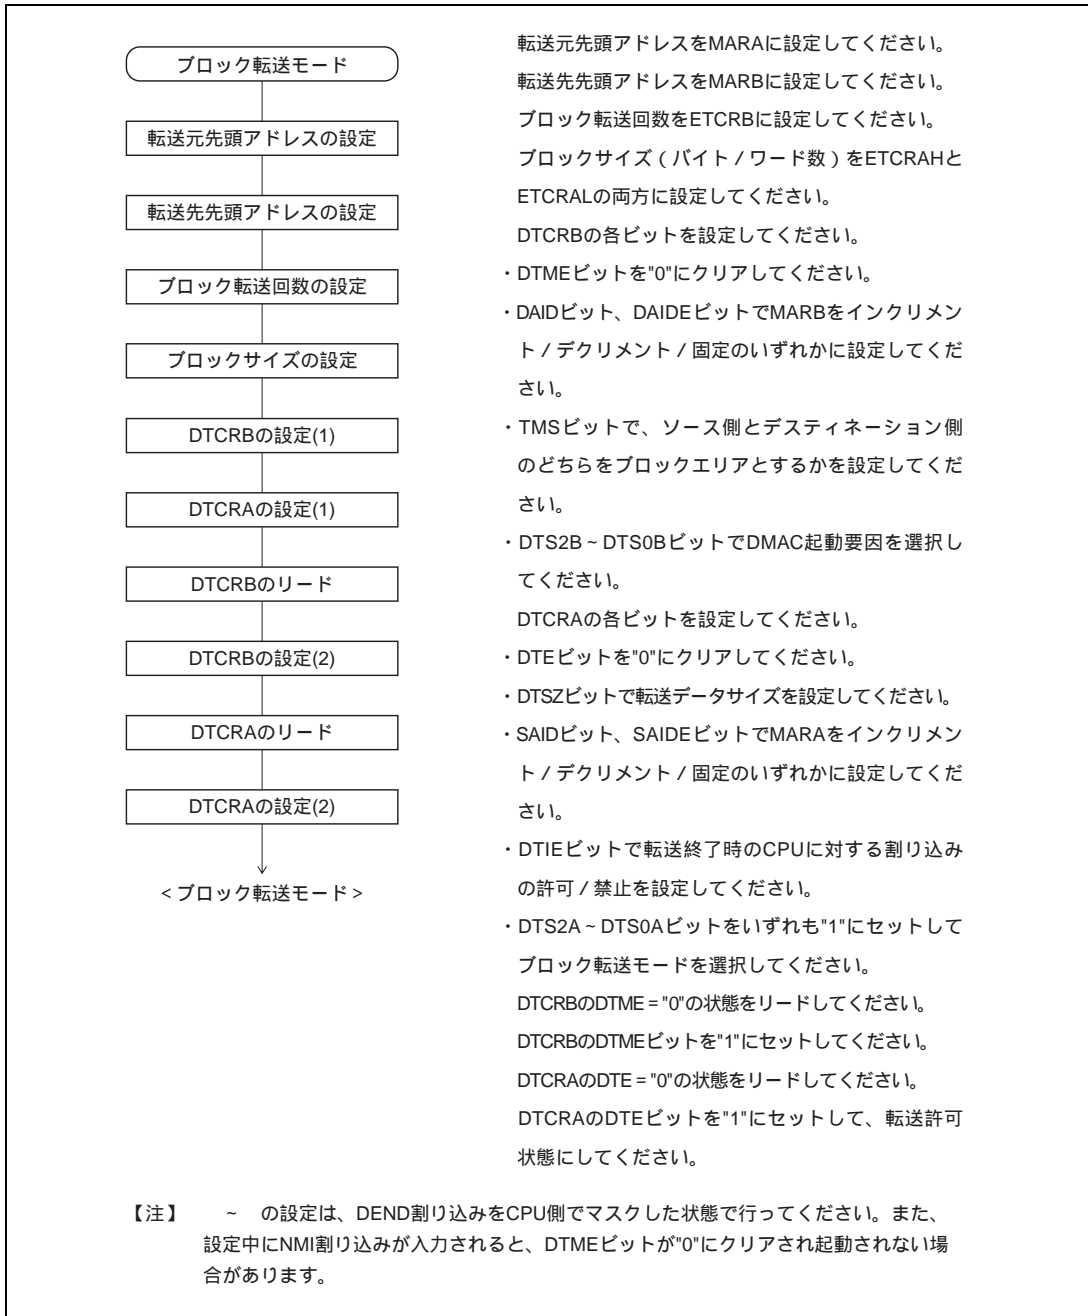 ブロック転送モード
転送元先頭アドレスの設定
転送先先頭アドレスの設定
ブロック転送回数の設定
ブロックサイズの設定
DTCRBの設定(1)
DTCRAの設定(1)
DTCRBのリード
DTCRBの設定(2)
DTCRAのリード
DTCRAの設定(2)
<ブロック転送モード>
転送元先頭アドレスをMARAに設定してください。
転送先先頭アドレスをMARBに設定してください。
ブロック転送回数をETCRBに設定してください。
ブロックサイズ(バイト/ワード数)をETCRAHと
ETCRALの両方に設定してください。
DTCRBの各ビットを設定してください。
・DTMEビットを"0"にクリアしてください。
・DAIDビット、DAIDEビットでMARBをインクリメン
ト/デクリメント/固定のいずれかに設定してくだ
さい。
・TMSビットで、ソース側とデスティネーション側
のどちらをブロックエリアとするかを設定してくだ
さい。
・DTS2B~DTS0BビットでDMAC起動要因を選択し
てください。
DTCRAの各ビットを設定してください。
・DTEビットを"0"にクリアしてください。
・DTSZビットで転送データサイズを設定してください。
・SAIDビット、SAIDEビットでMARAをインクリメン
ト/デクリメント/固定のいずれかに設定してくだ
さい。
・DTIEビットで転送終了時のCPUに対する割り込み
の許可/禁止を設定してください。
・DTS2A~DTS0Aビットをいずれも"1"にセットして
ブロック転送モードを選択してください。
DTCRBのDTME="0"の状態をリードしてください。
DTCRBのDTMEビットを"1"にセットしてください。
DTCRAのDTE="0"の状態をリードしてください。
DTCRAのDTEビットを"1"にセットして、転送許可
状態にしてください。
【注】 ~ の設定は、DEND割り込みをCPU側でマスクした状態で行ってください。また、
設定中にNMI割り込みが入力されると、DTMEビットが"0"にクリアされ起動されない場
合があります。